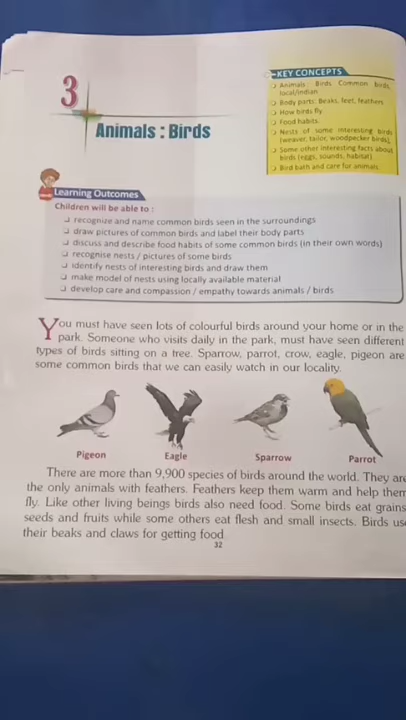 3
Animals : Birds
KEY CONCEPTS
❑ Animals : Birds Common birds,
local/indian
❑ Body parts: Beaks, feet, feathers
❑ How birds fly
❑ Food habits.
❑ Nests of some interesting birds
(weaver, tailor, woodpecker birds).
❑ Some other interesting facts about
birds (eggs, sounds, habitat)
❑ Bird bath and care for animals.
Learning Outcomes
Children will be able to :
❑ recognize and name common birds seen in the surroundings
❑ draw pictures of common birds and label their body parts
❑ discuss and describe food habits of some common birds (in their own words)
❑ recognise nests / pictures of some birds
❑ identify nests of interesting birds and draw them
❑ make model of nests using locally available material
❑ develop care and compassion / empathy towards animals / birds
You must have seen lots of colourful birds around your home or in the
park. Someone who visits daily in the park, must have seen different
types of birds sitting on a tree. Sparrow, parrot, crow, eagle, pigeon are
some common birds that we can easily watch in our locality.
Pigeon Eagle Sparrow Parrot
There are more than 9,900 species of birds around the world. They are
the only animals with feathers. Feathers keep them warm and help them
fly. Like other living beings birds also need food. Some birds eat grains,
seeds and fruits while some others eat flesh and small insects. Birds use
their beaks and claws for getting food.
32